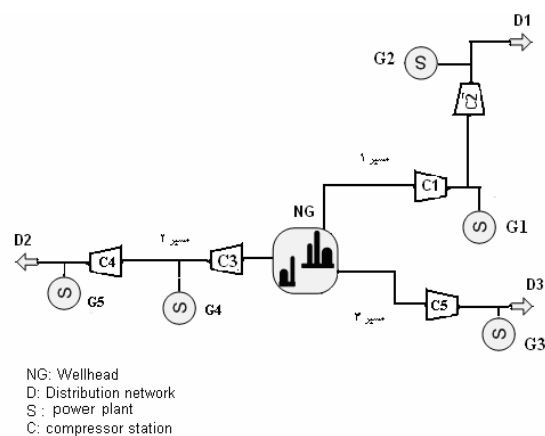 D1
G2
S
C2
مسیر ۱
C1
NG
S
G1
D2
مسیر ۲
C4
C3
D3
C5
S
G5
S
G4
مسیر ۳
S
G3
NG: Wellhead
D: Distribution network
S : power plant
C: compressor station